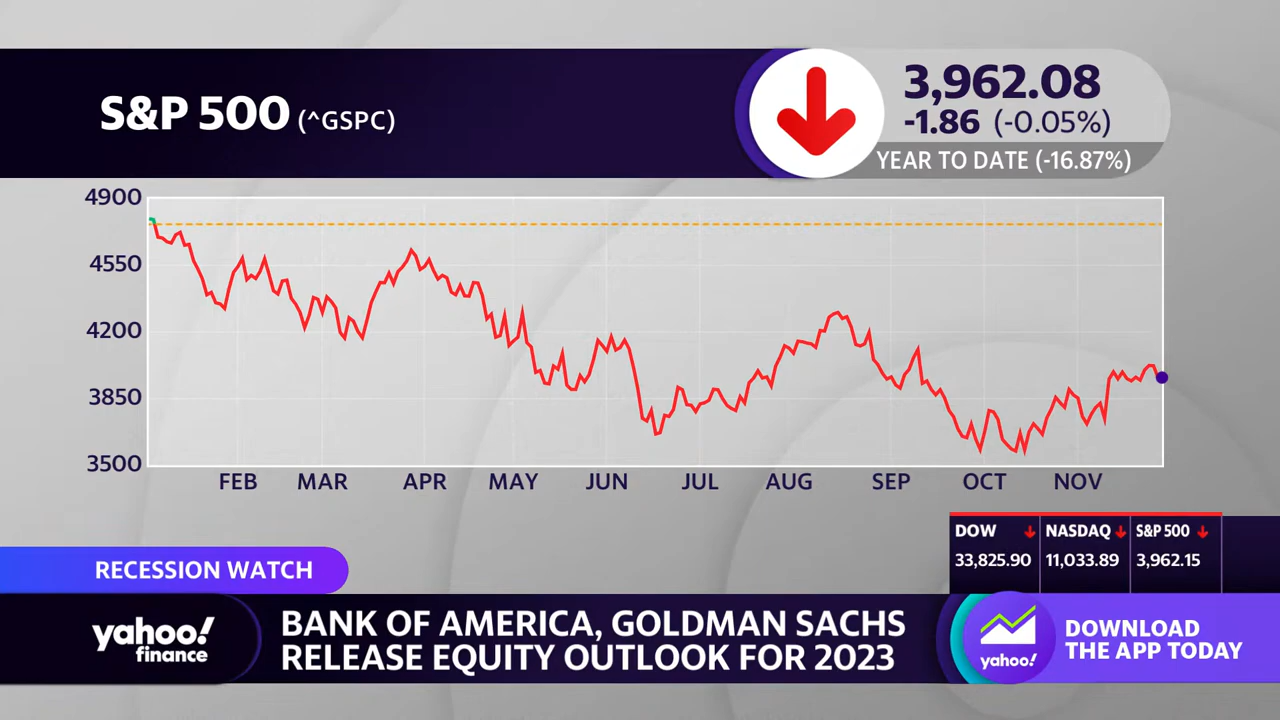 S&P 500 (^GSPC)
3,962.08
-1.86 (-0.05%)
YEAR TO DATE (-16.87%)
4900
4550
4200
3850
3500
FEB MAR APR MAY JUN JUL AUG SEP OCT NOV
DOW NASDAQ S&P 500
33,825.90 11,033.89 3,962.15
RECESSION WATCH
yahoo!
finance
BANK OF AMERICA, GOLDMAN SACHS
RELEASE EQUITY OUTLOOK FOR 2023
yahoo!
DOWNLOAD
THE APP TODAY